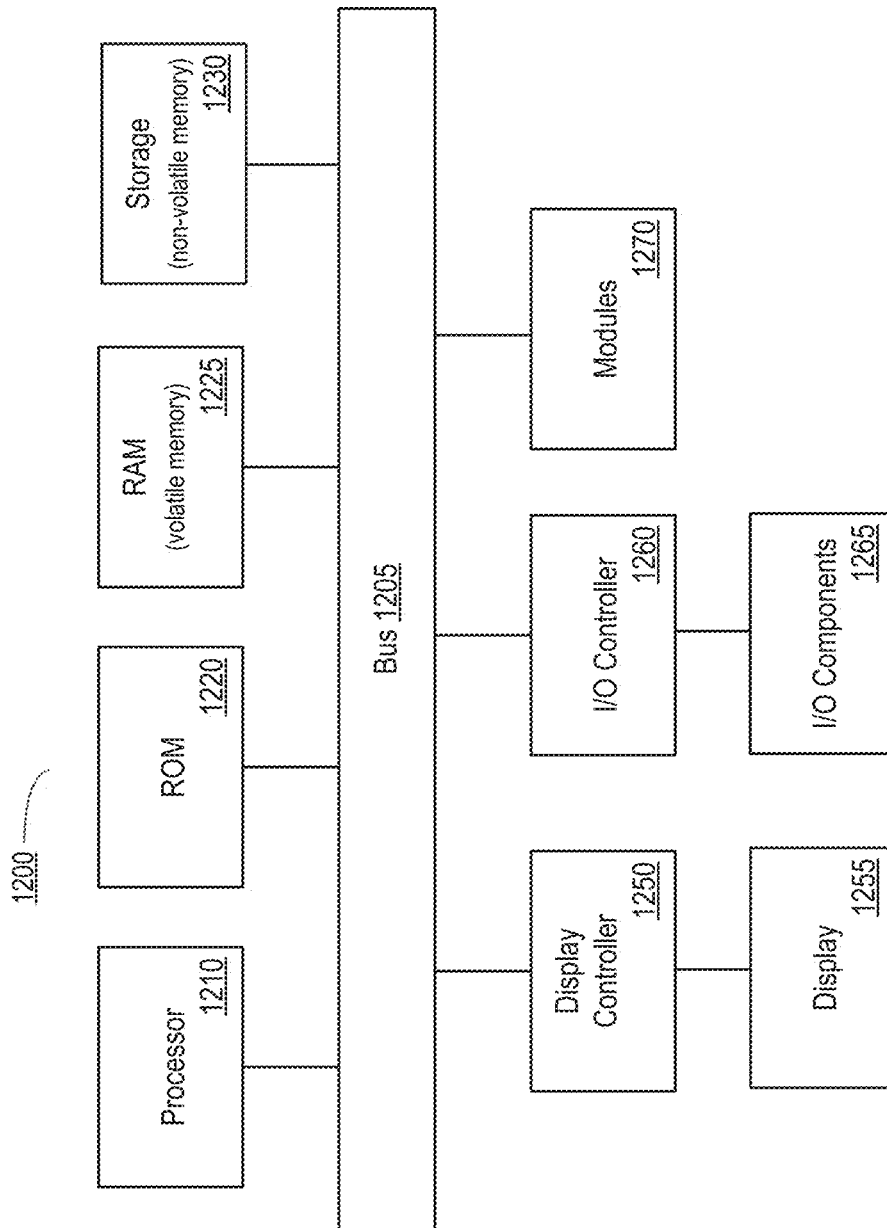 1200
Processor
1210
ROM
1220
RAM
(volatile memory)
1225
Storage
(non-volatile memory)
1230
Bus 1205
Display
Controller
1250
I/O Controller
1260
Modules
1270
Display
1255
I/O Components
1265